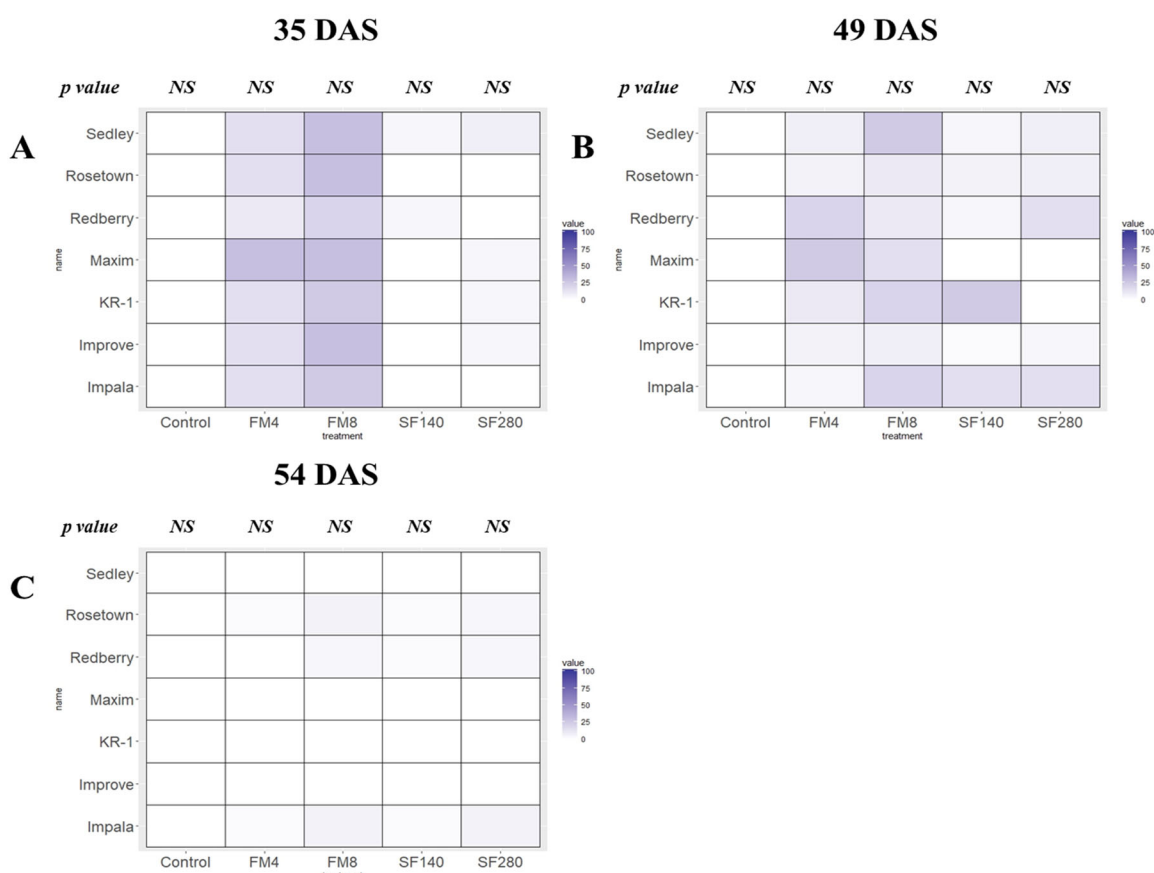 35 DAS
p value NS NS NS NS NS
A
Sedley
Rosetown
Redberry
Maxim
KR-1
Improve
Impala
name
Control FM4 FM8 SF140 SF280
treatment
value
100
75
50
25
0
49 DAS
p value NS NS NS NS NS
B
Sedley
Rosetown
Redberry
Maxim
KR-1
Improve
Impala
name
Control FM4 FM8 SF140 SF280
treatment
value
100
75
50
25
0
54 DAS
p value NS NS NS NS NS
C
Sedley
Rosetown
Redberry
Maxim
KR-1
Improve
Impala
name
Control FM4 FM8 SF140 SF280
value
100
75
50
25
0